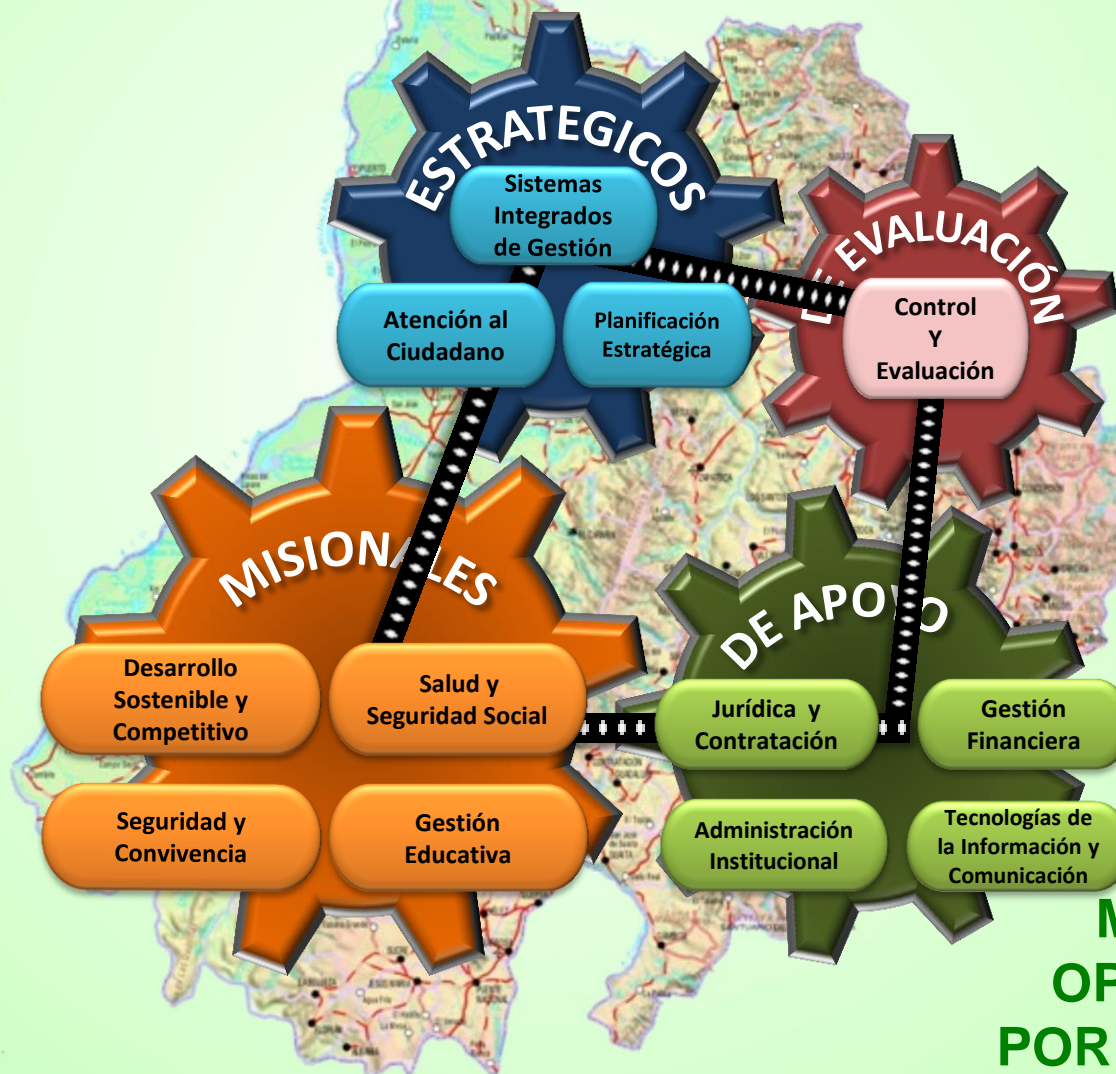 ESTRATEGICOS
Sistemas
Integrados
de Gestión
Atención al
Ciudadano
Planificación
Estratégica
DE EVALUACIÓN
Control
Y
Evaluación
MISIONALES
Desarrollo
Sostenible y
Competitivo
Salud y
Seguridad Social
Seguridad y
Convivencia
Gestión
Educativa
DE APOYO
Jurídica y
Contratación
Gestión
Financiera
Administración
Institucional
Tecnologías de
la Información y
Comunicación
M
OP
POR